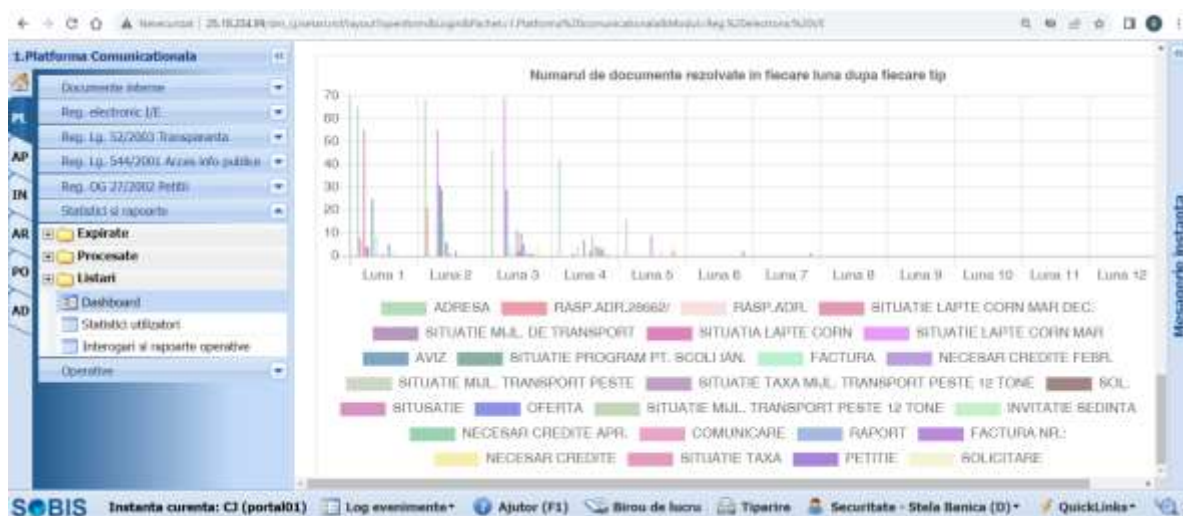 Nesecurizat
1.Platforma Comunicationala
Documente interne
Reg. electronic I/E
Reg. Lg. 52/2003 Transparenta
Reg. Lg. 544/2001 Acces info publice
Reg. OG 27/2002 Petitii
Statistici si rapoarte
Expirate
Procesate
Listari
Dashboard
Statistici utilizatori
Interogari si rapoarte operative
Operative
PL
AP
IN
AR
PO
AD
Numarul de documente rezolvate in fiecare luna dupa fiecare tip
70
60
50
40
30
20
10
0
Luna 1 Luna 2 Luna 3 Luna 4 Luna 5 Luna 6 Luna 7 Luna 8 Luna 9 Luna 10 Luna 11 Luna 12
ADRESA RASP.ADR.28662/ RASP.ADR. SITUATIE LAPTE CORN MAR DEC.
SITUATIE MIJL. DE TRANSPORT SITUATIA LAPTE CORN SITUATIE LAPTE CORN MAR
AVIZ SITUATIE PROGRAM PT. SCOLI IAN. FACTURA NECESAR CREDITE FEBR.
SITUATIE MIJL. TRANSPORT PESTE SITUATIE TAXA MIJL. TRANSPORT PESTE 12 TONE SOL.
SITUSATIE OFERTA SITUATIE MIJL. TRANSPORT PESTE 12 TONE INVITATIE SEDINTA
NECESAR CREDITE APR. COMUNICARE RAPORT FACTURA NR.:
NECESAR CREDITE SITUATIE TAXA PETITIE SOLICITARE
Mesagerie instanta
SOBIS Instanta curenta: CJ (portal01) Log evenimente Ajutor (F1) Birou de lucru Tiparire Securitate - Stela Banica (D) QuickLinks